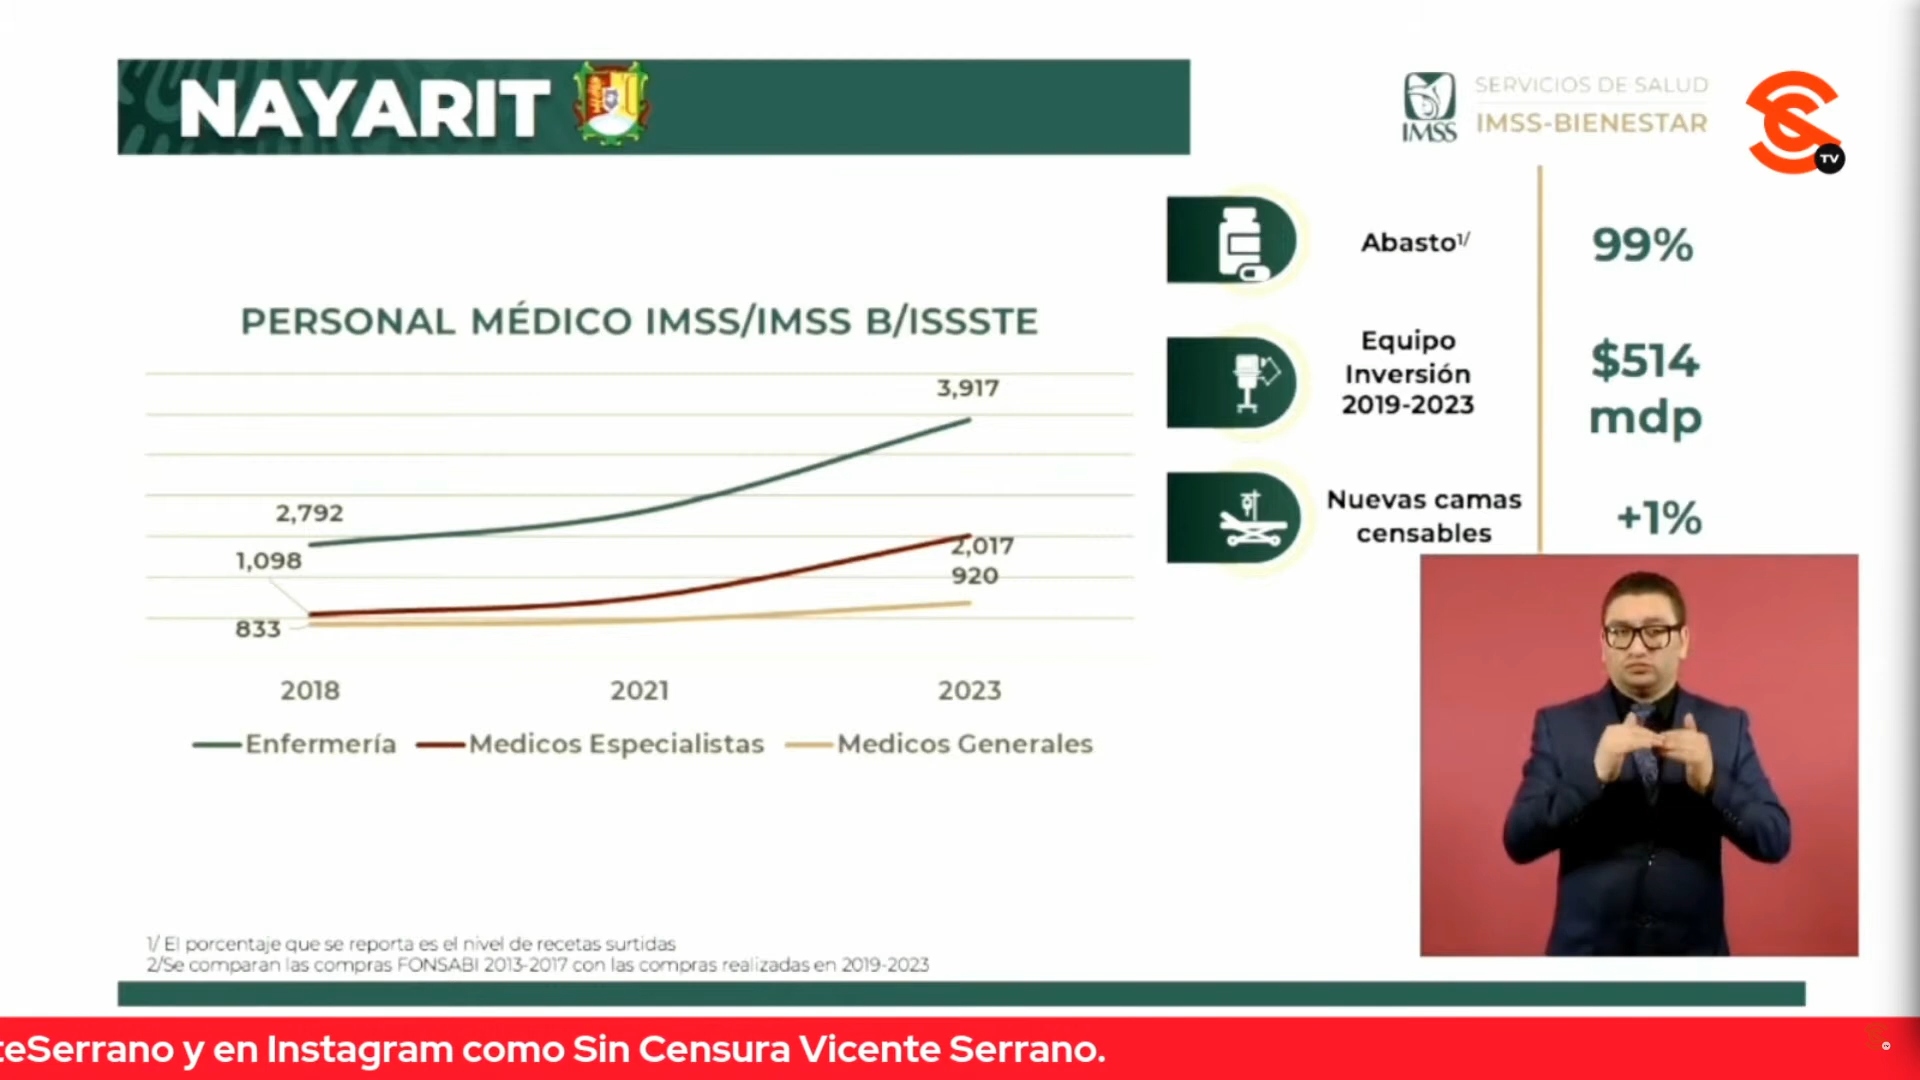 NAYARIT
IMSS
SERVICIOS DE SALUD
IMSS-BIENESTAR
TV
Abasto1/
99%
Equipo
Inversión
2019-2023
$514
mdp
Nuevas camas
censables
+1%
PERSONAL MÉDICO IMSS/IMSS B/ISSSTE
3,917
2,792
1,098
2,017
920
833
2018 2021 2023
Enfermería Medicos Especialistas Medicos Generales
1/ El porcentaje que se reporta es el nivel de recetas surtidas
2/Se comparan las compras FONSABI 2013-2017 con las compras realizadas en 2019-2023
teSerrano y en Instagram como Sin Censura Vicente Serrano.